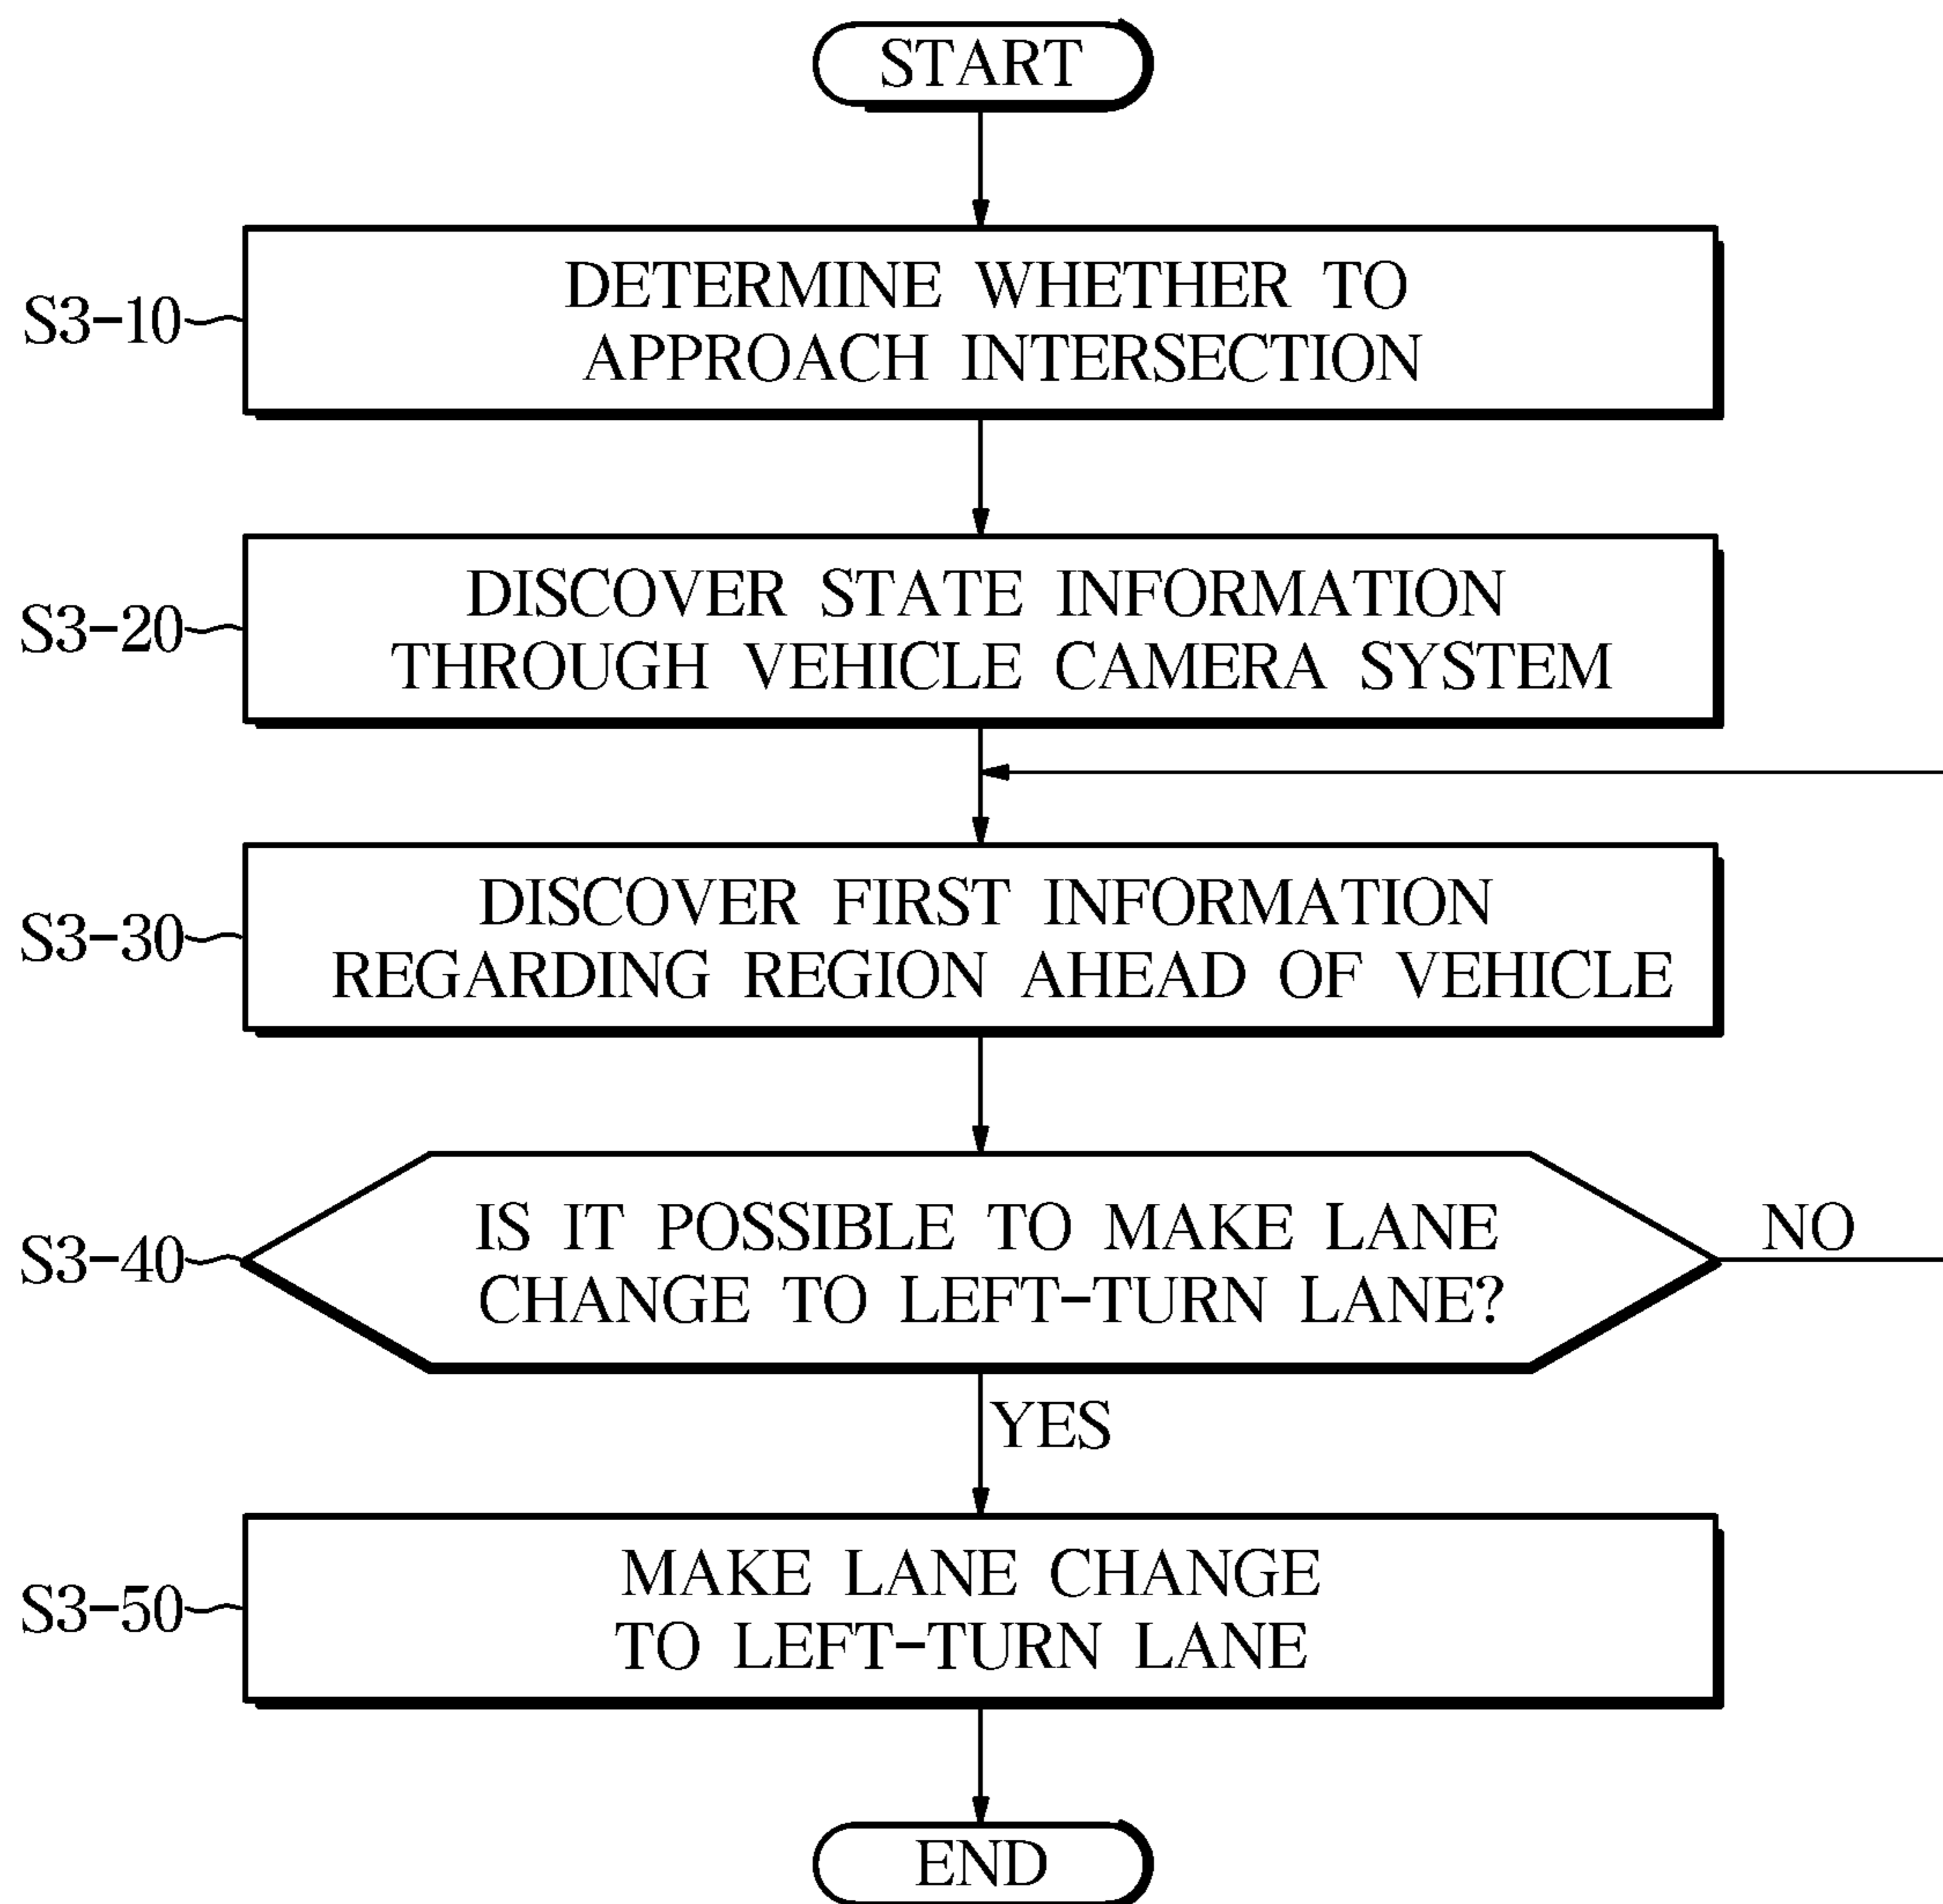 START
S3-10
DETERMINE WHETHER TO
APPROACH INTERSECTION
S3-20
DISCOVER STATE INFORMATION
THROUGH VEHICLE CAMERA SYSTEM
S3-30
DISCOVER FIRST INFORMATION
REGARDING REGION AHEAD OF VEHICLE
S3-40
IS IT POSSIBLE TO MAKE LANE
CHANGE TO LEFT-TURN LANE?
NO
YES
S3-50
MAKE LANE CHANGE
TO LEFT-TURN LANE
END